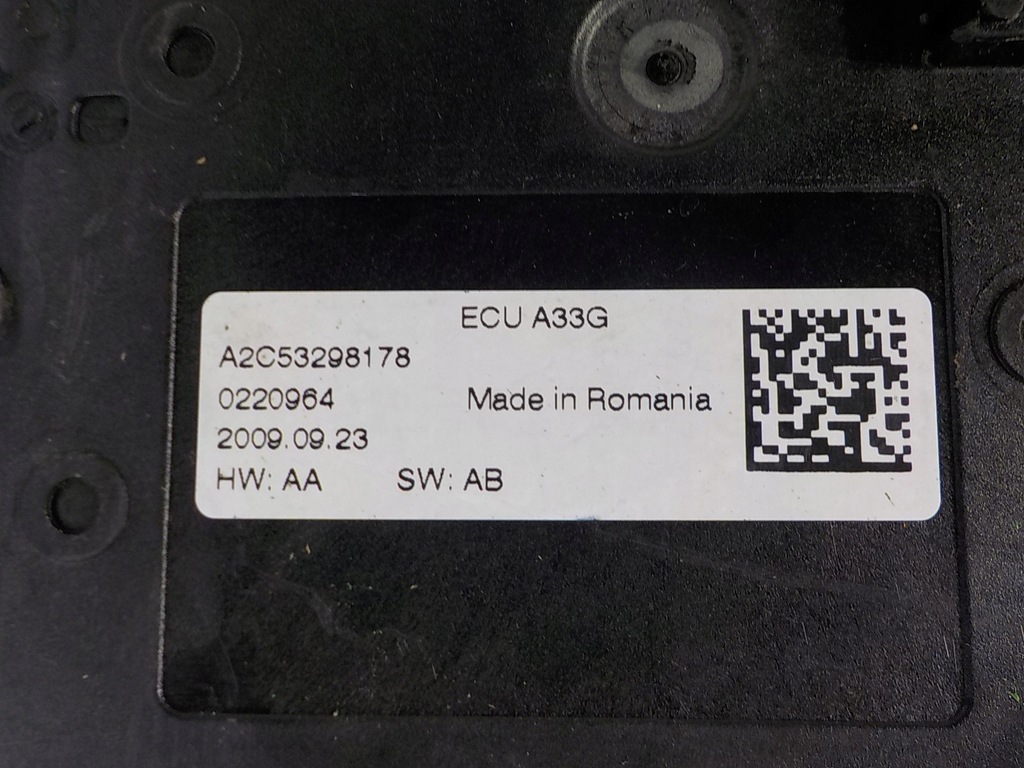 ECU A33G
A2C53298178
0220964 Made in Romania
2009.09.23
HW: AA SW: AB